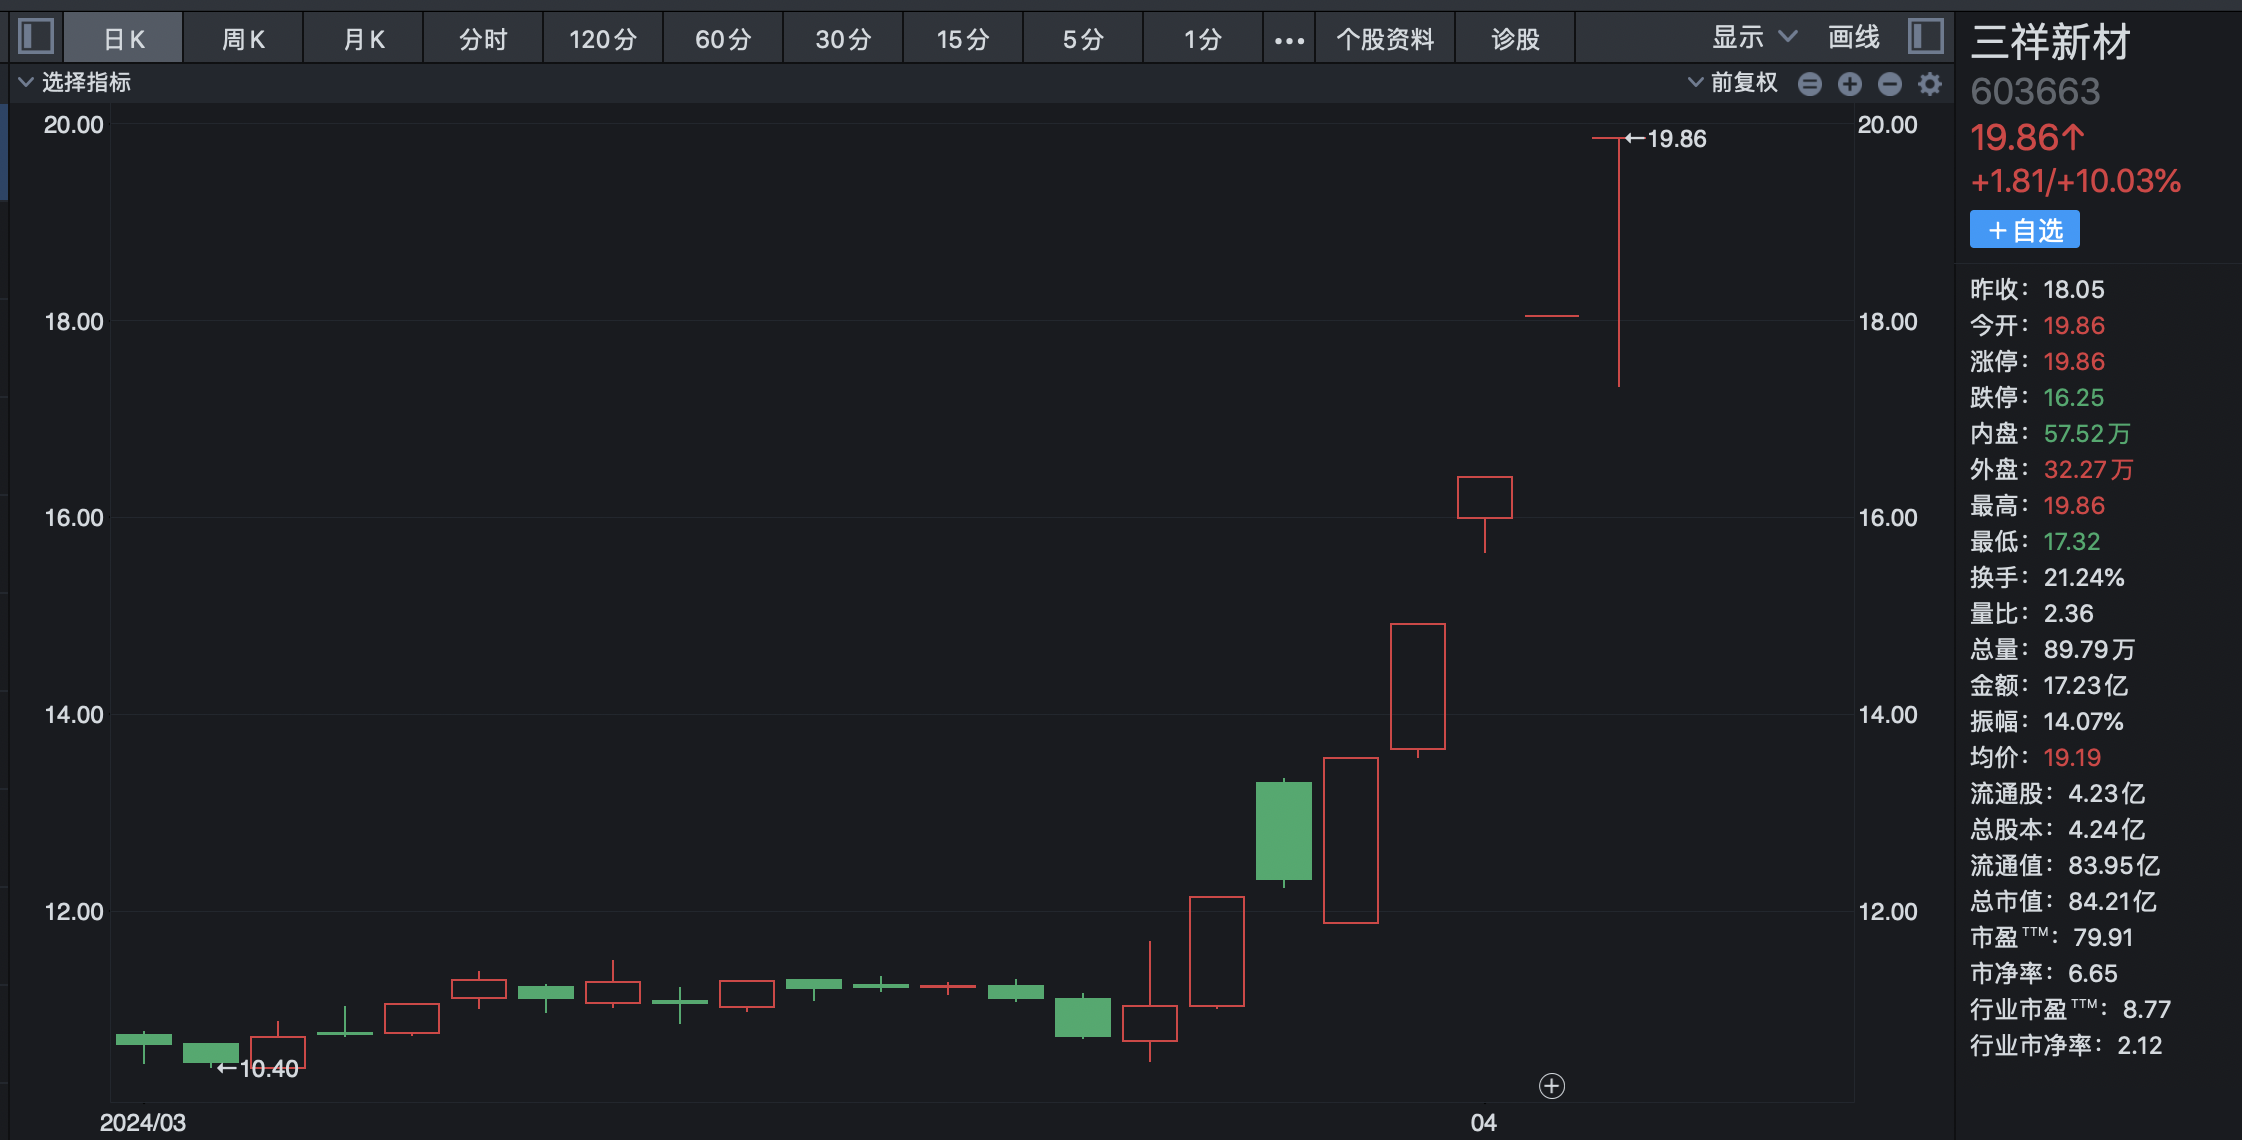 日K 周K 月K 分时 120分 60分 30分 15分 5分 1分 ••• 个股资料 诊股 显示 画线
选择指标 前复权
20.00 20.00
←19.86
18.00 18.00
16.00 16.00
14.00 14.00
12.00 12.00
←10.40
2024/03 04
三祥新材
603663
19.86↑
+1.81/+10.03%
＋自选
昨收：18.05
今开：19.86
涨停：19.86
跌停：16.25
内盘：57.52万
外盘：32.27万
最高：19.86
最低：17.32
换手：21.24%
量比：2.36
总量：89.79万
金额：17.23亿
振幅：14.07%
均价：19.19
流通股：4.23亿
总股本：4.24亿
流通值：83.95亿
总市值：84.21亿
市盈TTM：79.91
市净率：6.65
行业市盈TTM：8.77
行业市净率：2.12